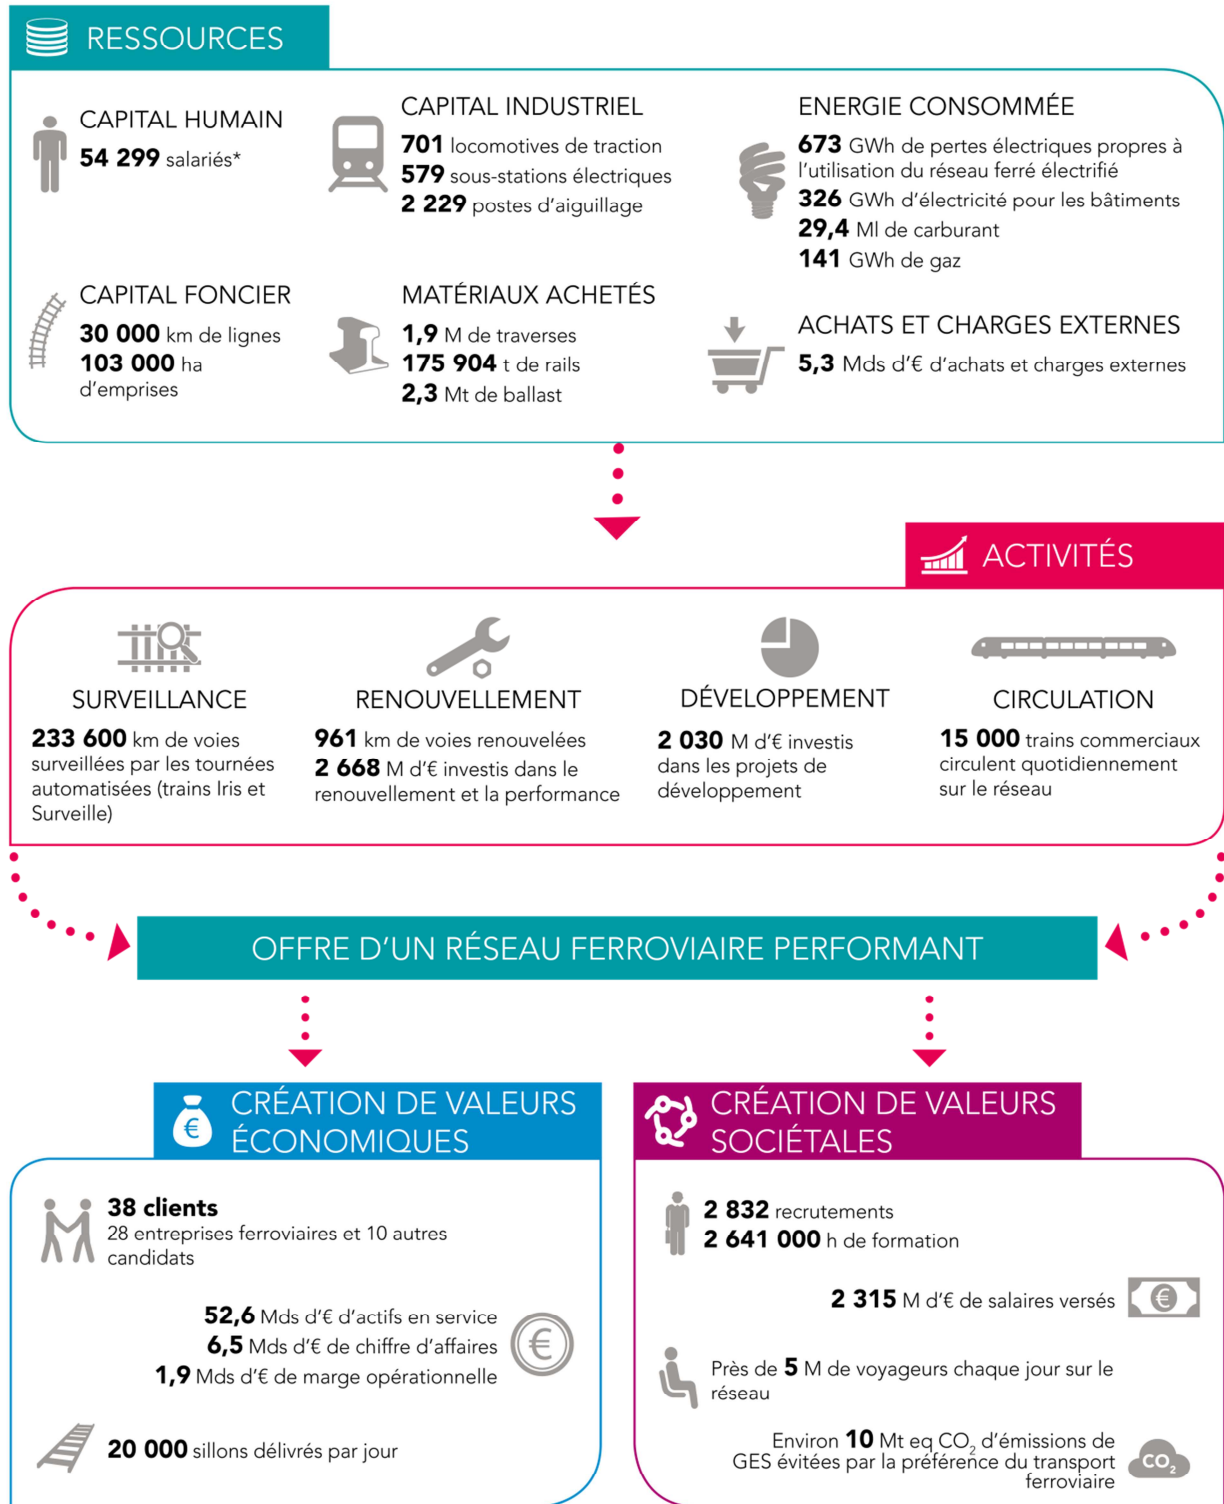 RESSOURCES
CAPITAL HUMAIN
54 299 salariés*
CAPITAL INDUSTRIEL
701 locomotives de traction
579 sous-stations électriques
2 229 postes d'aiguillage
ENERGIE CONSOMMÉE
673 GWh de pertes électriques propres à
l'utilisation du réseau ferré électrifié
326 GWh d'électricité pour les bâtiments
29,4 Ml de carburant
141 GWh de gaz
CAPITAL FONCIER
30 000 km de lignes
103 000 ha
d'emprises
MATÉRIAUX ACHETÉS
1,9 M de traverses
175 904 t de rails
2,3 Mt de ballast
ACHATS ET CHARGES EXTERNES
5,3 Mds d'€ d'achats et charges externes
ACTIVITÉS
SURVEILLANCE
233 600 km de voies
surveillées par les tournées
automatisées (trains Iris et
Surveille)
RENOUVELLEMENT
961 km de voies renouvelées
2 668 M d'€ investis dans le
renouvellement et la performance
DÉVELOPPEMENT
2 030 M d'€ investis
dans les projets de
développement
CIRCULATION
15 000 trains commerciaux
circulent quotidiennement
sur le réseau
OFFRE D'UN RÉSEAU FERROVIAIRE PERFORMANT
€
CRÉATION DE VALEURS
ÉCONOMIQUES
38 clients
28 entreprises ferroviaires et 10 autres
candidats
52,6 Mds d'€ d'actifs en service
6,5 Mds d'€ de chiffre d'affaires
1,9 Mds d'€ de marge opérationnelle
€
20 000 sillons délivrés par jour
CRÉATION DE VALEURS
SOCIÉTALES
2 832 recrutements
2 641 000 h de formation
2 315 M d'€ de salaires versés
€
Près de 5 M de voyageurs chaque jour sur le
réseau
Environ 10 Mt eq CO₂ d'émissions de
GES évitées par la préférence du transport
ferroviaire
CO₂